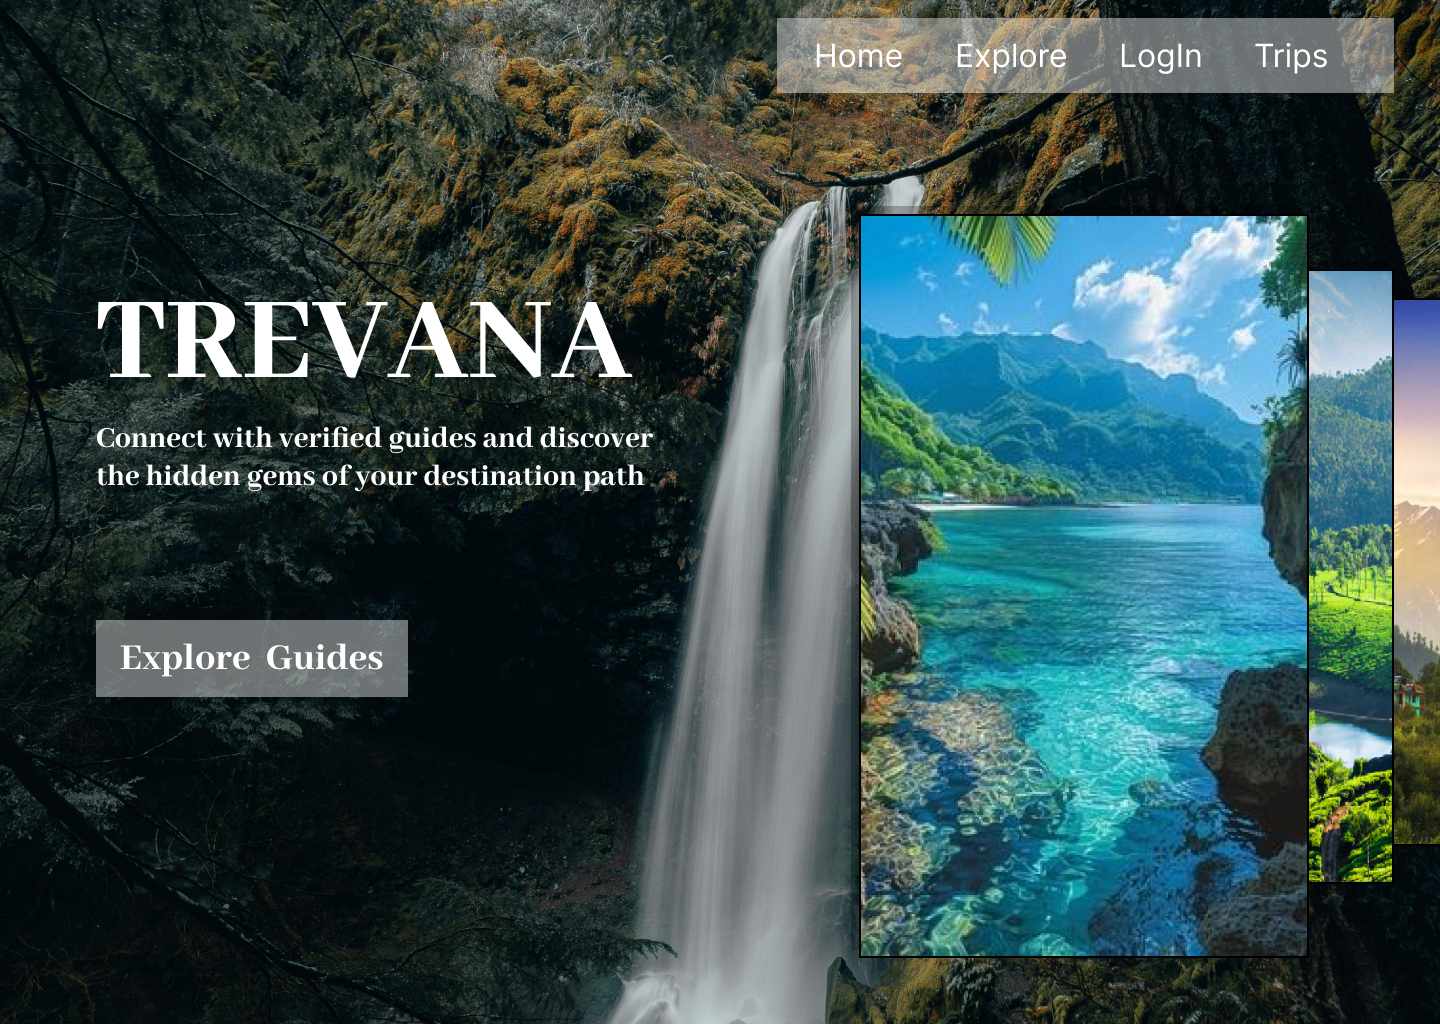 Home Explore LogIn Trips
TREVANA
Connect with verified guides and discover
the hidden gems of your destination path
Explore Guides